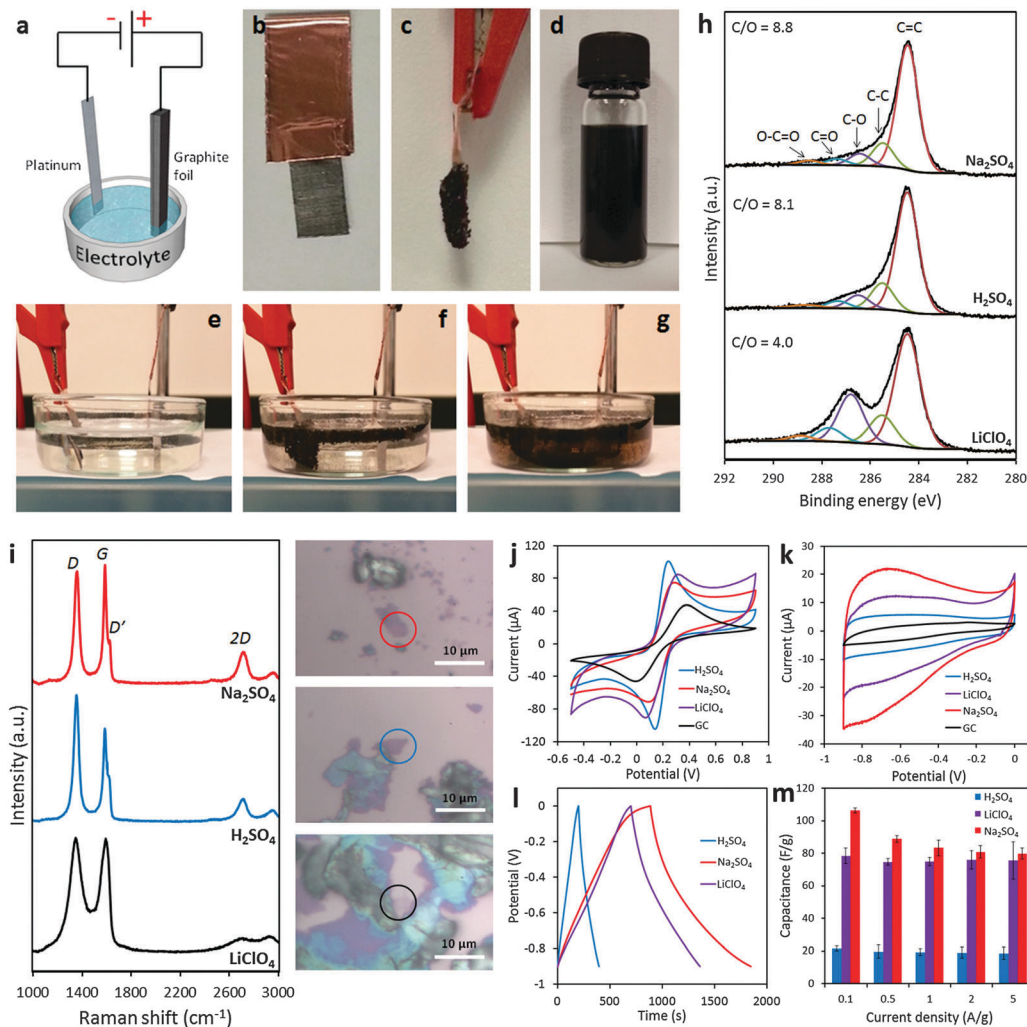 a
- +
Platinum
Graphite
foil
Electrolyte
b
c
d
e
f
g
h
C/O = 8.8
C=C
C-C
C-O
C=O
O-C=O
Na₂SO₄
C/O = 8.1
H₂SO₄
C/O = 4.0
LiClO₄
Intensity (a.u.)
292 290 288 286 284 282 280
Binding energy (eV)
i
D
G
D′
2D
Na₂SO₄
H₂SO₄
LiClO₄
Intensity (a.u.)
1000 1400 1800 2200 2600 3000
Raman shift (cm⁻¹)
10 µm
10 µm
10 µm
j
120
80
40
0
-40
-80
-120
Current (µA)
H₂SO₄
Na₂SO₄
LiClO₄
GC
-0.6 -0.4 -0.2 0 0.2 0.4 0.6 0.8 1
Potential (V)
k
40
30
20
10
0
-10
-20
-30
-40
Current (µA)
H₂SO₄
LiClO₄
Na₂SO₄
GC
-1 -0.8 -0.6 -0.4 -0.2 0
Potential (V)
l
0.2
0
-0.2
-0.4
-0.6
-0.8
-1
Potential (V)
H₂SO₄
Na₂SO₄
LiClO₄
0 500 1000 1500 2000
Time (s)
m
120
100
80
60
40
20
0
Capacitance (F/g)
H₂SO₄
LiClO₄
Na₂SO₄
0.1 0.5 1 2 5
Current density (A/g)